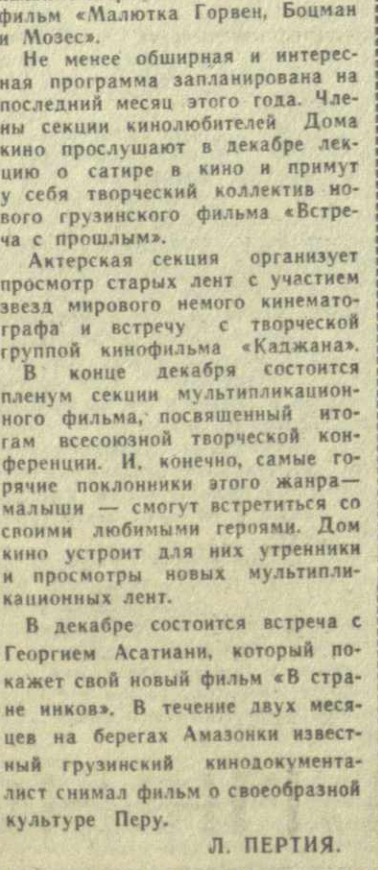 фильм «Малютка Горвен, Боцман
и Мозес».
Не менее обширная и интерес-
ная программа запланирована на
последний месяц этого года. Чле-
ны секции кинолюбителей Дома
кино прослушают в декабре лек-
цию о сатире в кино и примут
у себя творческий коллектив но-
вого грузинского фильма «Встре-
ча с прошлым».
Актерская секция организует
просмотр старых лент с участием
звезд мирового немого кинемато-
графа и встречу с творческой
группой кинофильма «Каджана».
В конце декабря состоится
пленум секции мультипликацион-
ного фильма, посвященный ито-
гам всесоюзной творческой кон-
ференции. И, конечно, самые го-
рячие поклонники этого жанра—
малыши — смогут встретиться со
своими любимыми героями. Дом
кино устроит для них утренники
и просмотры новых мультипли-
кационных лент.
В декабре состоится встреча с
Георгием Асатиани, который по-
кажет свой новый фильм «В стра-
не инков». В течение двух меся-
цев на берегах Амазонки извест-
ный грузинский кинодокумента-
лист снимал фильм о своеобразной
культуре Перу.
Л. ПЕРТИЯ.